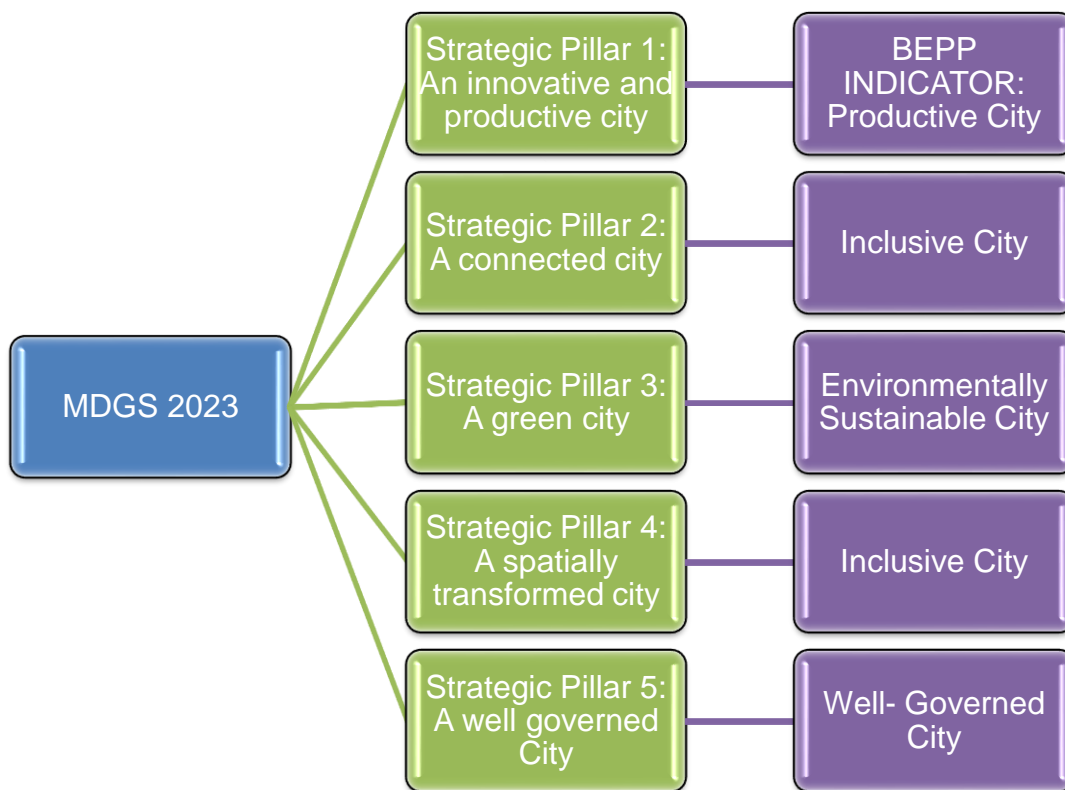 MDGS 2023
Strategic Pillar 1:
An innovative and
productive city
BEPP
INDICATOR:
Productive City
Strategic Pillar 2:
A connected city
Inclusive City
Strategic Pillar 3:
A green city
Environmentally
Sustainable City
Strategic Pillar 4:
A spatially
transformed city
Inclusive City
Strategic Pillar 5:
A well governed
City
Well- Governed
City